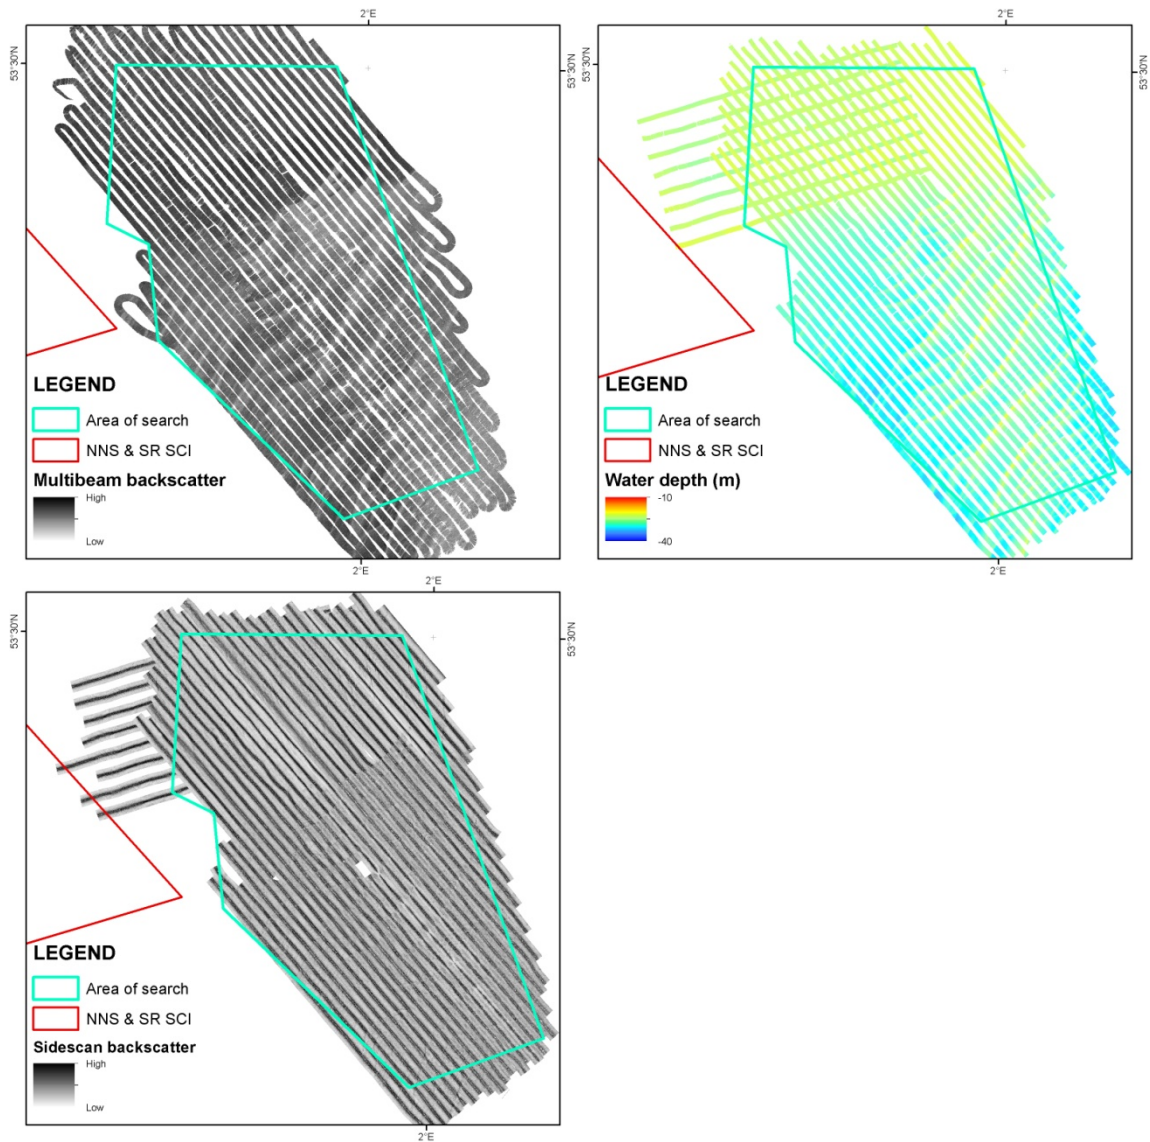 2°E
2°E
53°30'N
53°30'N
53°30'N
LEGEND
Area of search
NNS & SR SCI
Multibeam backscatter
High
Low
LEGEND
Area of search
NNS & SR SCI
Water depth (m)
-10
-40
2°E
2°E
2°E
53°30'N
53°30'N
LEGEND
Area of search
NNS & SR SCI
Sidescan backscatter
High
Low
2°E